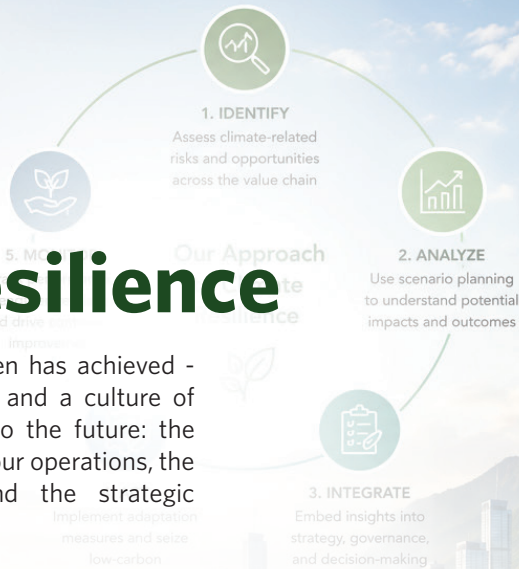 1. IDENTIFY
Assess climate-related
risks and opportunities
across the value chain
5. M
Our Approach
2. ANALYZE
Use scenario planning
to understand potential
impacts and outcomes
esilience
en has achieved -
and a culture of
o the future: the
our operations, the
nd the strategic
3. INTEGRATE
Embed insights into
strategy, governance,
and decision-making
Implement adaptation
measures and seize
low-carbon